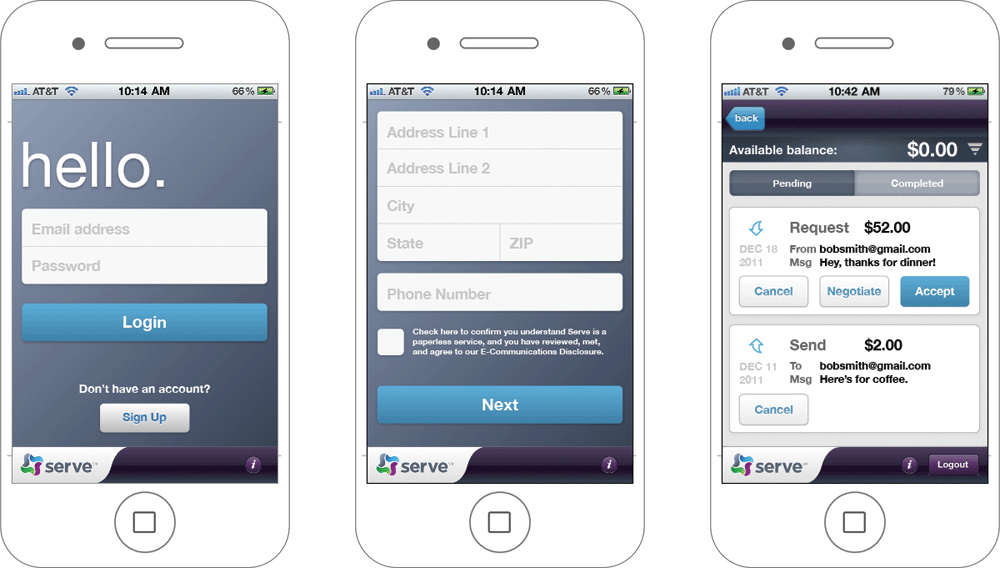 AT&T 10:14 AM 66%
hello.
Email address
Password
Login
Don't have an account?
Sign Up
serve™
i
AT&T 10:14 AM 66%
Address Line 1
Address Line 2
City
State ZIP
Phone Number
Check here to confirm you understand Serve is a
paperless service, and you have reviewed, met,
and agree to our E-Communications Disclosure.
Next
serve™
i
AT&T 10:42 AM 79%
back
Available balance: $0.00
Pending Completed
Request $52.00
DEC 18 From bobsmith@gmail.com
2011 Msg Hey, thanks for dinner!
Cancel Negotiate Accept
Send $2.00
DEC 11 To bobsmith@gmail.com
2011 Msg Here's for coffee.
Cancel
serve™
i Logout